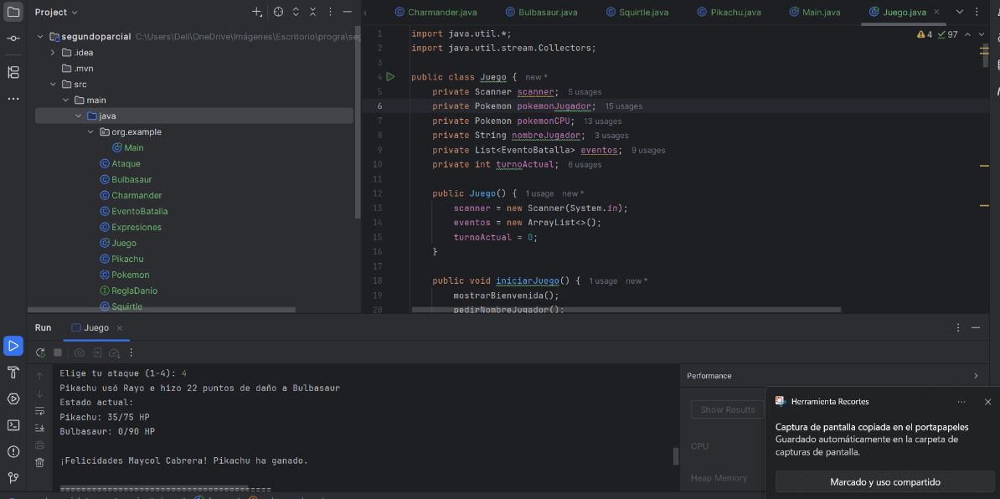 Project
segundoparcial C:\Users\Dell\OneDrive\Imágenes\Escritorio\progra\seg
.idea
.mvn
src
main
java
org.example
Main
Ataque
Bulbasaur
Charmander
EventoBatalla
Expresiones
Juego
Pikachu
Pokemon
ReglaDanio
Squirtle
Charmander.java
Bulbasaur.java
Squirtle.java
Pikachu.java
Main.java
Juego.java
4 97
1 import java.util.*;
2 import java.util.stream.Collectors;
3
4 public class Juego { new *
5 private Scanner scanner; 5 usages
6 private Pokemon pokemonJugador; 15 usages
7 private Pokemon pokemonCPU; 13 usages
8 private String nombreJugador; 3 usages
9 private List<EventoBatalla> eventos; 9 usages
10 private int turnoActual; 6 usages
11
12 public Juego() { 1 usage new *
13 scanner = new Scanner(System.in);
14 eventos = new ArrayList<>();
15 turnoActual = 0;
16 }
17
18 public void iniciarJuego() { 1 usage new *
19 mostrarBienvenida();
20 pedirNombreJugador();
Run Juego
Elige tu ataque (1-4): 4
Pikachu usó Rayo e hizo 22 puntos de daño a Bulbasaur
Estado actual:
Pikachu: 35/75 HP
Bulbasaur: 0/90 HP
¡Felicidades Maycol Cabrera! Pikachu ha ganado.
========================================
Performance
Show Results
CPU
Heap Memory
Herramienta Recortes
Captura de pantalla copiada en el portapapeles
Guardado automáticamente en la carpeta de
capturas de pantalla.
Marcado y uso compartido